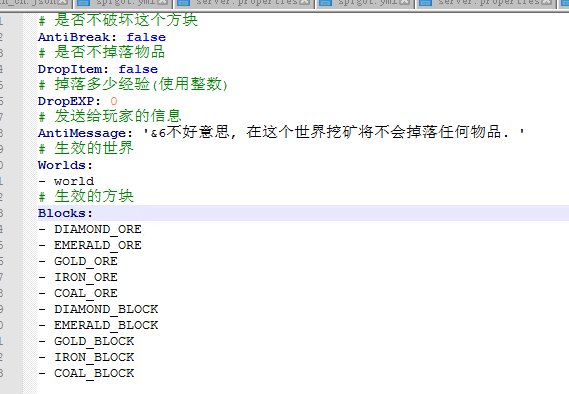 spigot.yml
server.properties
spigot.yml
server.properties
# 是否不破坏这个方块
AntiBreak: false
# 是否不掉落物品
DropItem: false
# 掉落多少经验(使用整数)
DropEXP: 0
# 发送给玩家的信息
AntiMessage: '&6不好意思, 在这个世界挖矿将不会掉落任何物品. '
# 生效的世界
Worlds:
- world
# 生效的方块
Blocks:
- DIAMOND_ORE
- EMERALD_ORE
- GOLD_ORE
- IRON_ORE
- COAL_ORE
- DIAMOND_BLOCK
- EMERALD_BLOCK
- GOLD_BLOCK
- IRON_BLOCK
- COAL_BLOCK